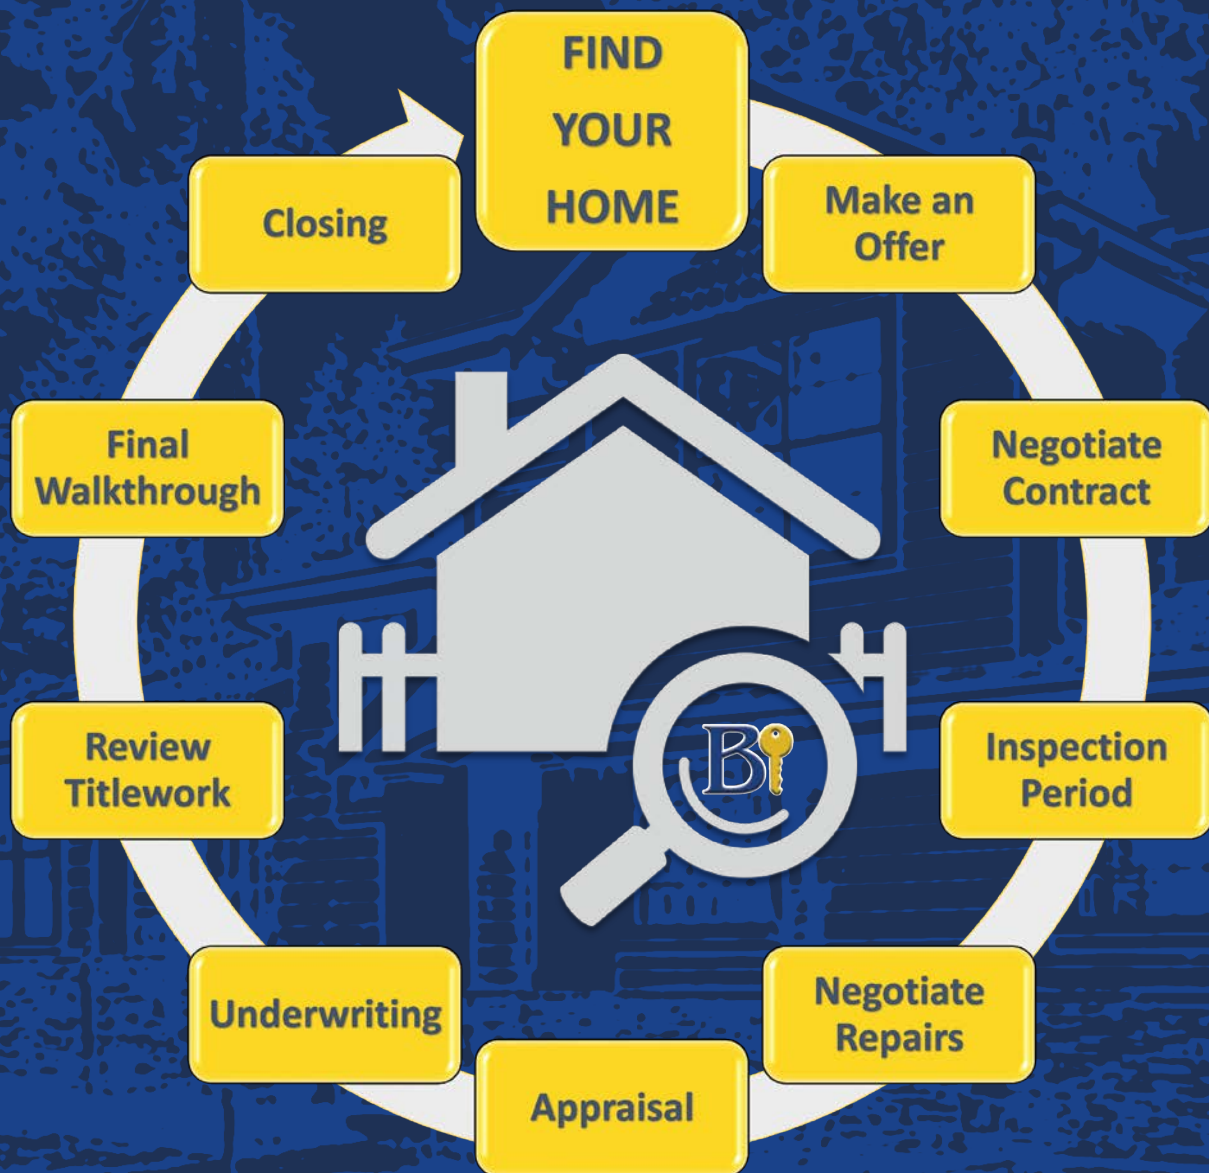 FIND
YOUR
HOME
Make an
Offer
Negotiate
Contract
Inspection
Period
Negotiate
Repairs
Appraisal
Underwriting
Review
Titlework
Final
Walkthrough
Closing
B